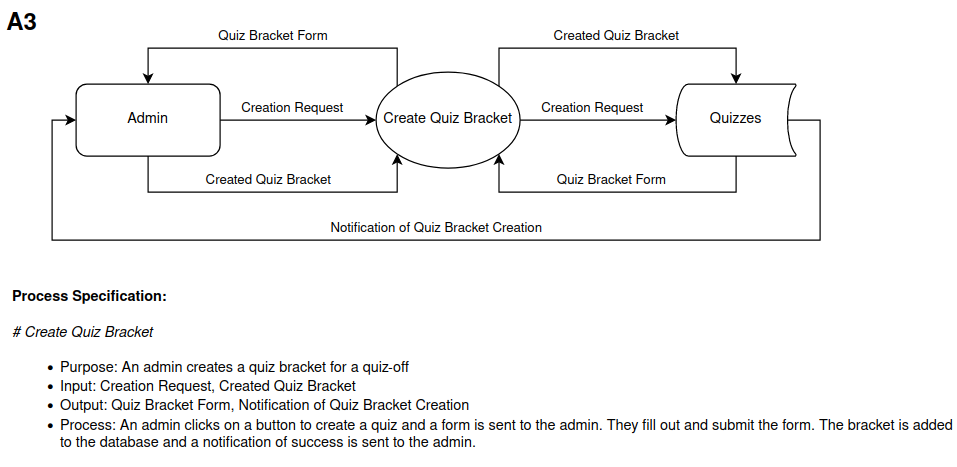 A3
Quiz Bracket Form
Created Quiz Bracket
Admin
Creation Request
Create Quiz Bracket
Creation Request
Quizzes
Created Quiz Bracket
Quiz Bracket Form
Notification of Quiz Bracket Creation
Process Specification:
# Create Quiz Bracket
• Purpose: An admin creates a quiz bracket for a quiz-off
• Input: Creation Request, Created Quiz Bracket
• Output: Quiz Bracket Form, Notification of Quiz Bracket Creation
• Process: An admin clicks on a button to create a quiz and a form is sent to the admin. They fill out and submit the form. The bracket is added
to the database and a notification of success is sent to the admin.